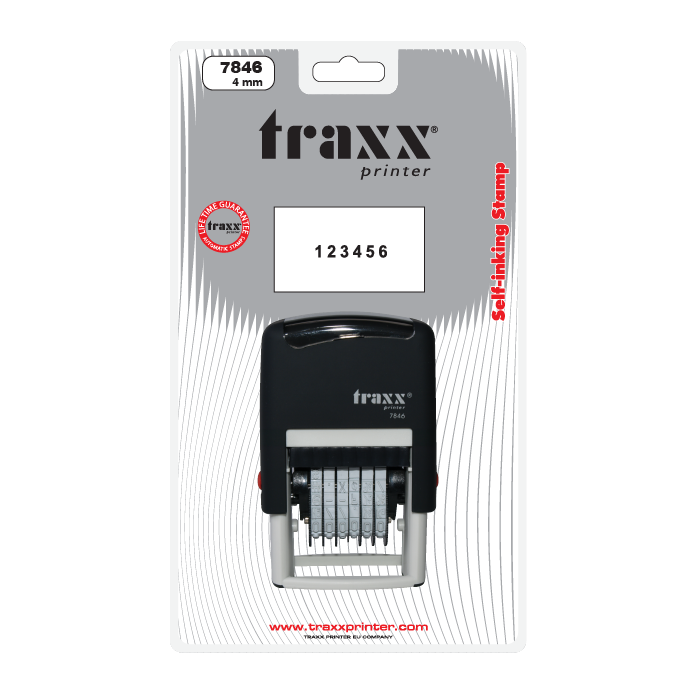 7846
4 mm
traxx®
printer
Self-inking Stamp
LIFE TIME GUARANTEE
traxx®
printer
AUTOMATIC STAMPS
123456
traxx®
printer
7846
www.traxxprinter.com
TRAXX PRINTER EU COMPANY